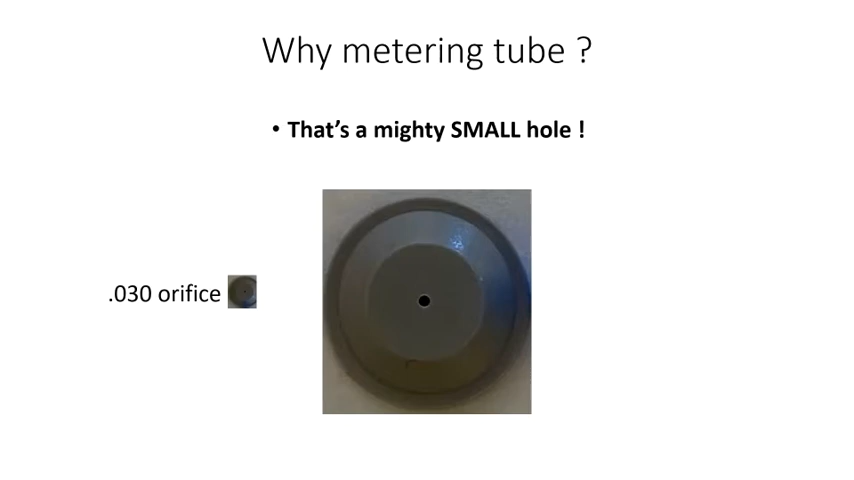 Why metering tube ?
• That’s a mighty SMALL hole !
.030 orifice